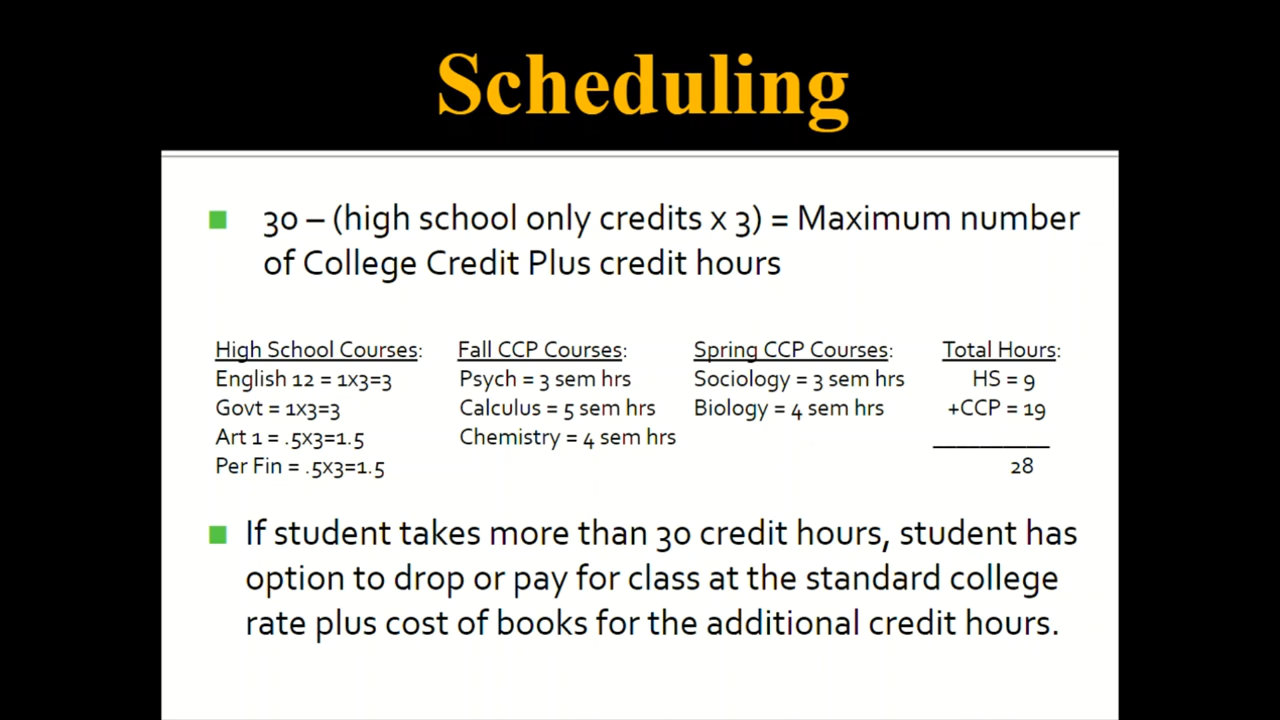 Scheduling
30 – (high school only credits x 3) = Maximum number
of College Credit Plus credit hours
High School Courses: Fall CCP Courses: Spring CCP Courses: Total Hours:
English 12 = 1x3=3 Psych = 3 sem hrs Sociology = 3 sem hrs HS = 9
Govt = 1x3=3 Calculus = 5 sem hrs Biology = 4 sem hrs +CCP = 19
Art 1 = .5x3=1.5 Chemistry = 4 sem hrs
Per Fin = .5x3=1.5 28
If student takes more than 30 credit hours, student has
option to drop or pay for class at the standard college
rate plus cost of books for the additional credit hours.